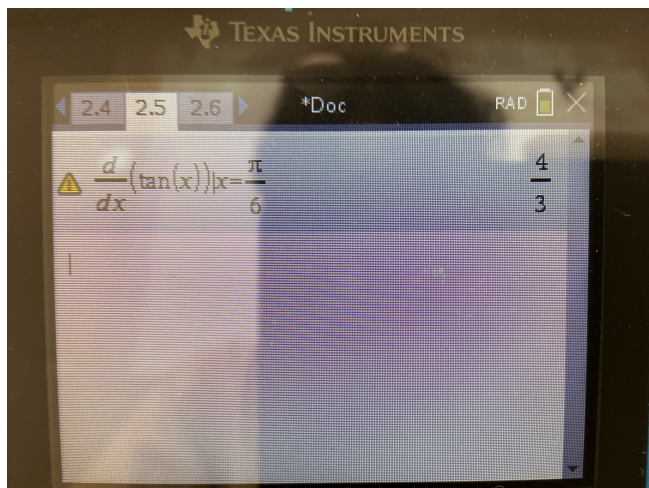 TEXAS INSTRUMENTS
2.4 2.5 2.6 *Doc RAD
d/dx(tan(x))|x=π/6 4/3